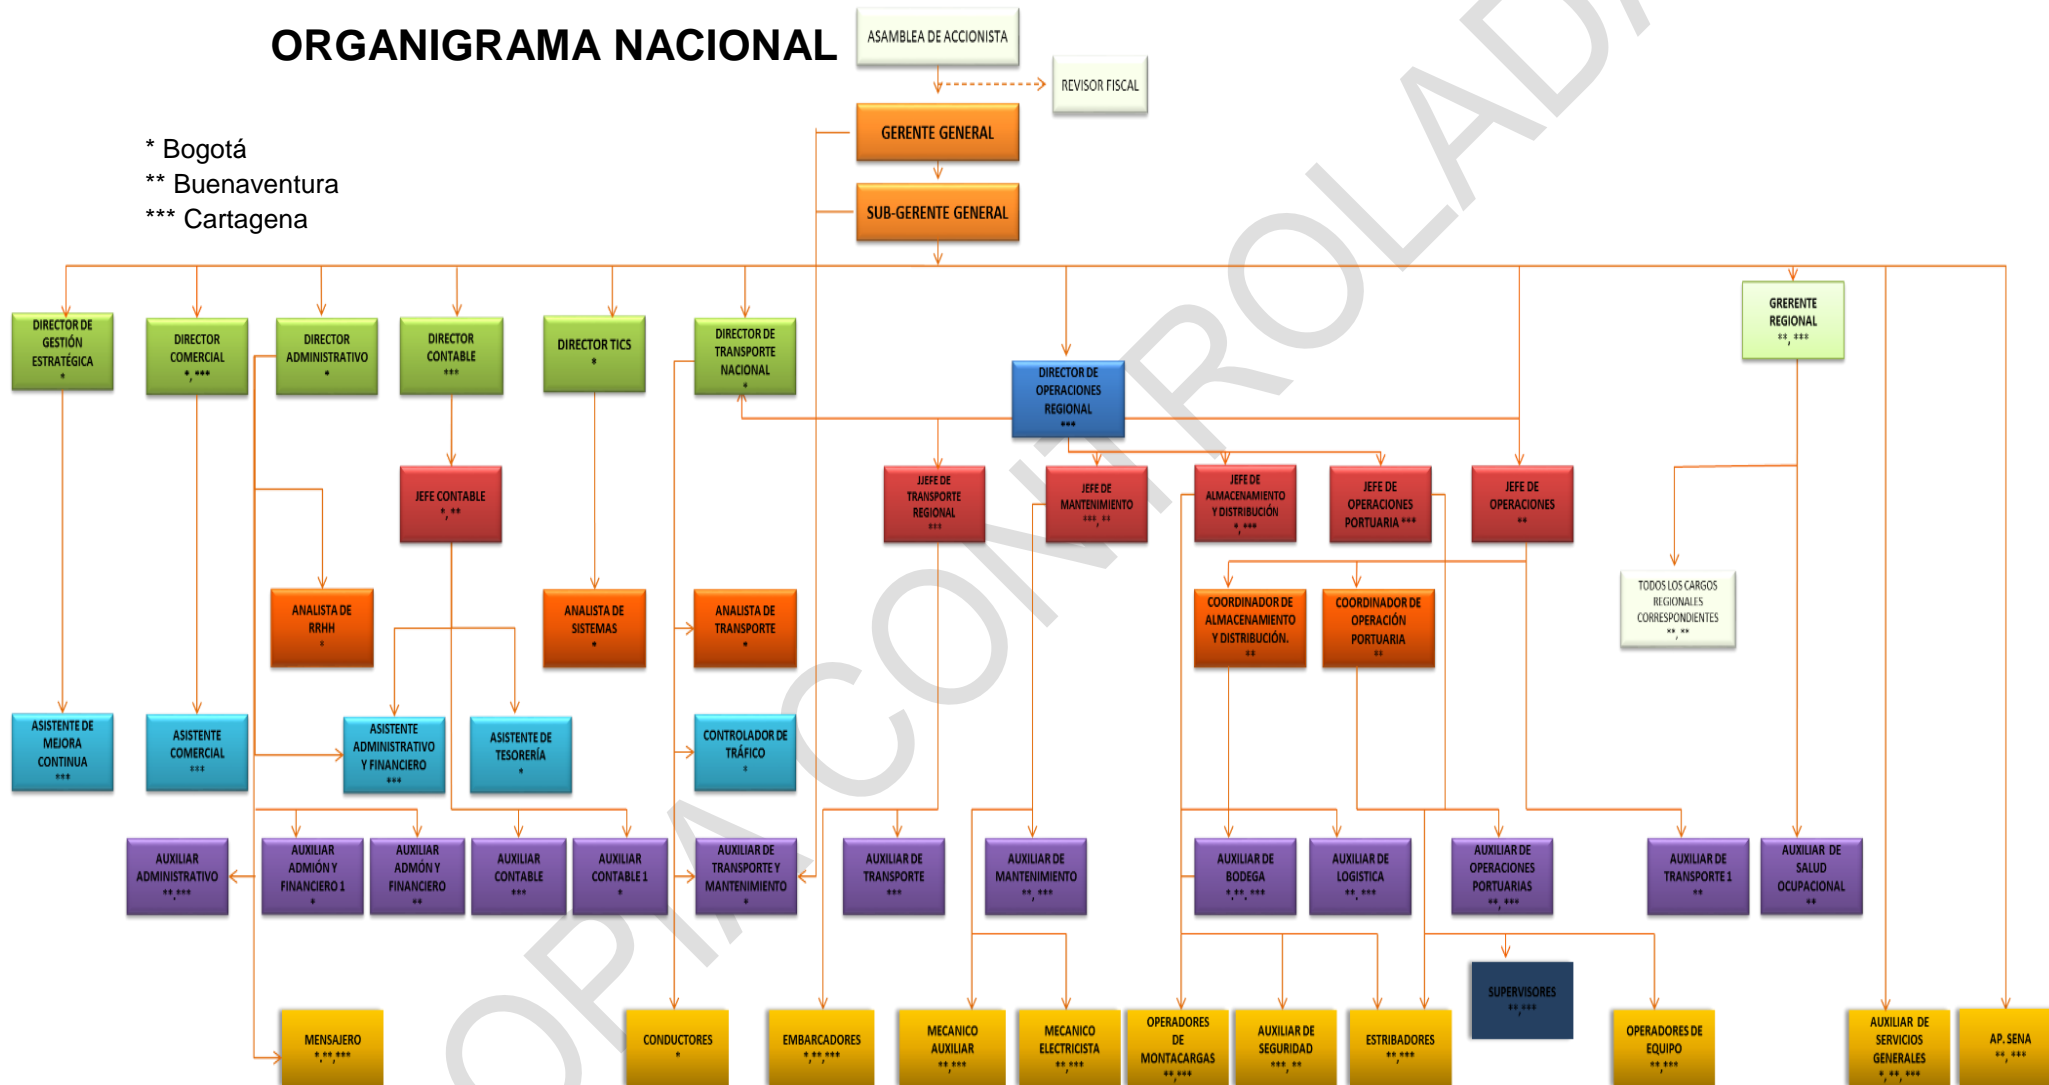 ORGANIGRAMA NACIONAL
ASAMBLEA DE ACCIONISTA
REVISOR FISCAL
GERENTE GENERAL
SUB-GERENTE GENERAL
* Bogotá
** Buenaventura
*** Cartagena
DIRECTOR DE
GESTIÓN
ESTRATÉGICA
*
DIRECTOR
COMERCIAL
*, ***
DIRECTOR
ADMINISTRATIVO
*
DIRECTOR
CONTABLE
***
DIRECTOR TICS
*
DIRECTOR DE
TRANSPORTE
NACIONAL
*
DIRECTOR DE
OPERACIONES
REGIONAL
***
GRERENTE
REGIONAL
**, ***
JEFE CONTABLE
*, **
JJEFE DE
TRANSPORTE
REGIONAL
***
JEFE DE
MANTENIMIENTO
***, **
JEFE DE
ALMACENAMIENTO
Y DISTRIBUCIÓN
*, ***
JEFE DE
OPERACIONES
PORTUARIA ***
JEFE DE
OPERACIONES
**
ANALISTA DE
RRHH
*
ANALISTA DE
SISTEMAS
*
ANALISTA DE
TRANSPORTE
*
COORDINADOR DE
ALMACENAMIENTO
Y DISTRIBUCIÓN.
**
COORDINADOR DE
OPERACIÓN
PORTUARIA
**
TODOS LOS CARGOS
REGIONALES
CORRESPONDIENTES
**, **
ASISTENTE DE
MEJORA
CONTINUA
***
ASISTENTE
COMERCIAL
***
ASISTENTE
ADMINISTRATIVO
Y FINANCIERO
***
ASISTENTE DE
TESORERÍA
*
CONTROLADOR DE
TRÁFICO
*
AUXILIAR
ADMINISTRATIVO
**,***
AUXILIAR
ADMIÓN Y
FINANCIERO 1
*
AUXILIAR
ADMÓN Y
FINANCIERO
**
AUXILIAR
CONTABLE
***
AUXILIAR
CONTABLE 1
*
AUXILIAR DE
TRANSPORTE Y
MANTENIMIENTO
*
AUXILIAR DE
TRANSPORTE
***
AUXILIAR DE
MANTENIMIENTO
**, ***
AUXILIAR DE
BODEGA
*,**, ***
AUXILIAR DE
LOGISTICA
**, ***
AUXILIAR DE
OPERACIONES
PORTUARIAS
**, ***
AUXILIAR DE
TRANSPORTE 1
**
AUXILIAR DE
SALUD
OCUPACIONAL
**
MENSAJERO
*,**,***
CONDUCTORES
*
EMBARCADORES
*,**,***
MECANICO
AUXILIAR
**,***
MECANICO
ELECTRICISTA
**,***
OPERADORES
DE
MONTACARGAS
**,***
AUXILIAR DE
SEGURIDAD
***, **
ESTRIBADORES
**,***
SUPERVISORES
**,***
OPERADORES DE
EQUIPO
**,***
AUXILIAR DE
SERVICIOS
GENERALES
*, **, ***
AP. SENA
**, ***
COPIA CONTROLADA